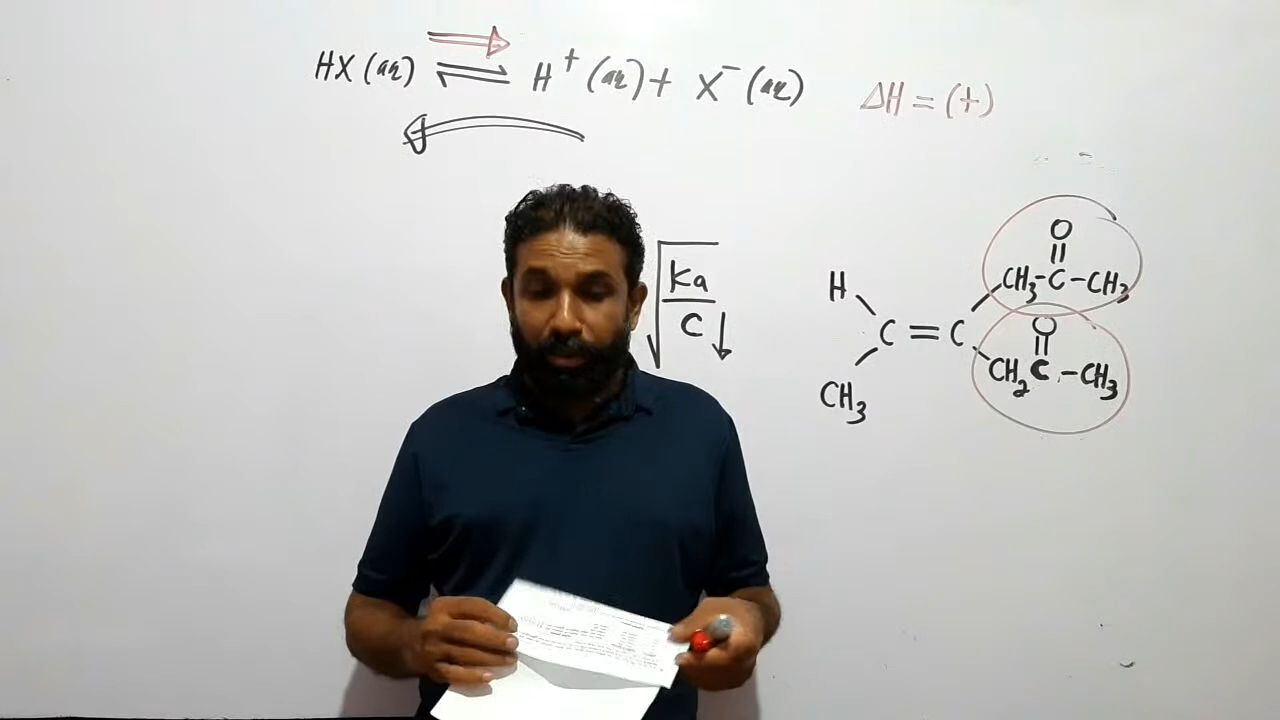 HX (aq) ⇌ H⁺ (aq) + X⁻ (aq) ΔH = (+)
√(Ka / C) ↓
O
||
H CH₃-C-CH₃
C = C O
||
CH₃ CH₂ C -CH₃